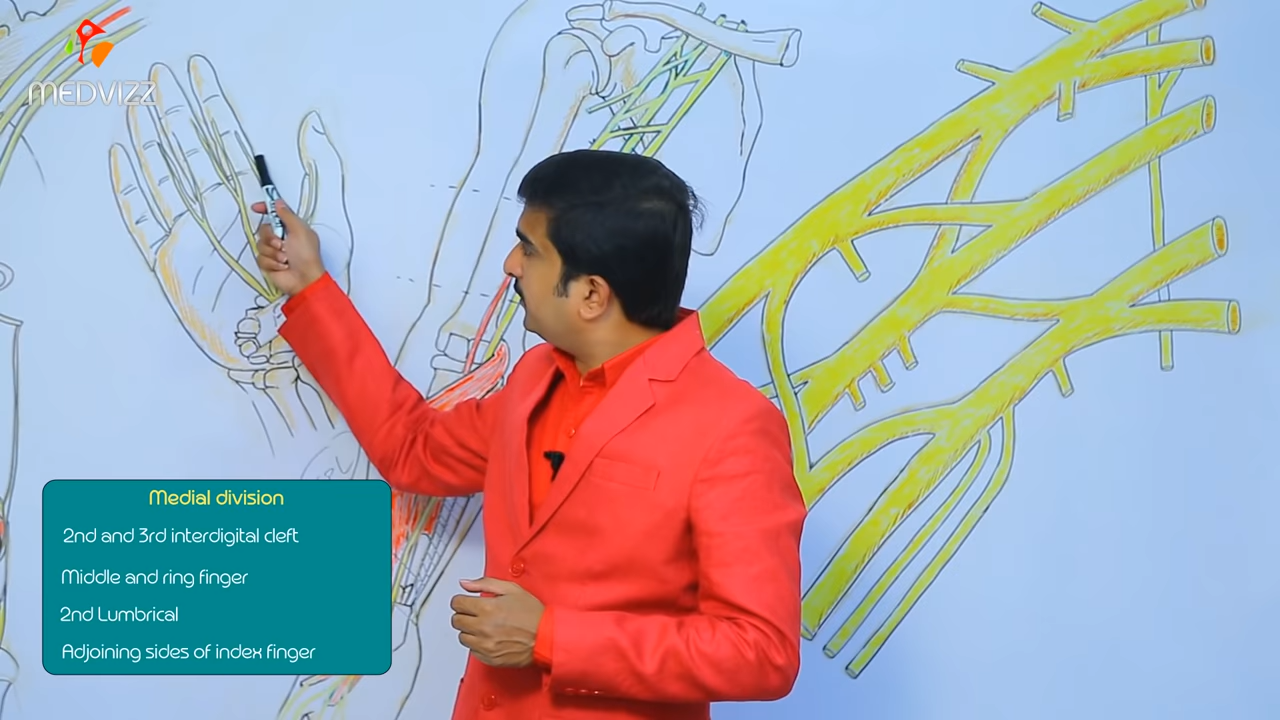 MEDVIZZ
Medial division
2nd and 3rd interdigital cleft
Middle and ring finger
2nd Lumbrical
Adjoining sides of index finger